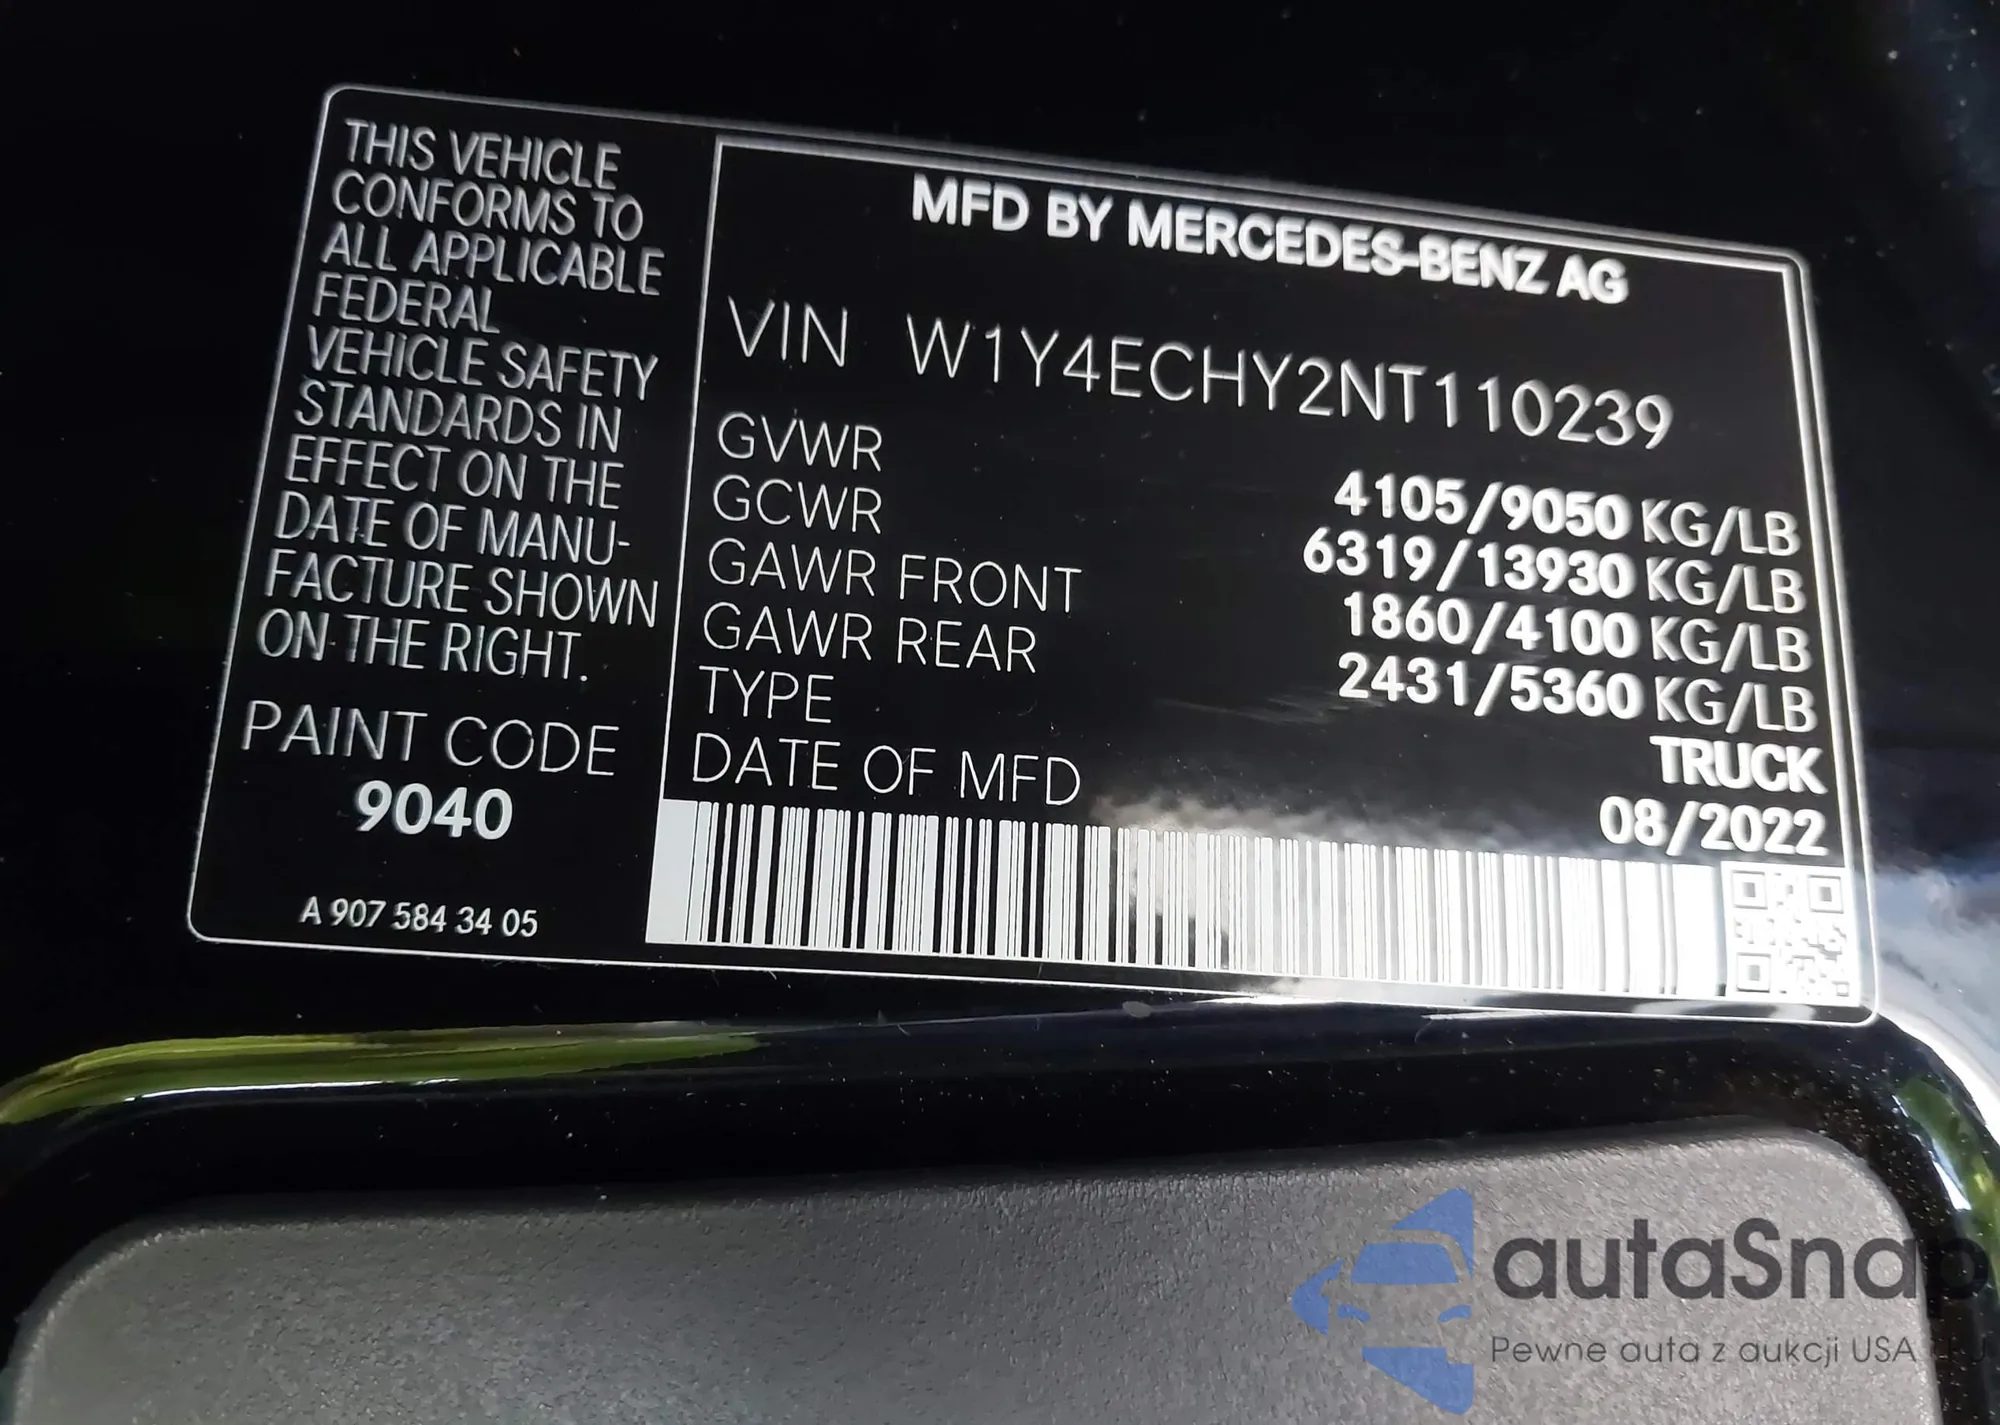 THIS VEHICLE
CONFORMS TO
ALL APPLICABLE
FEDERAL
VEHICLE SAFETY
STANDARDS IN
EFFECT ON THE
DATE OF MANU-
FACTURE SHOWN
ON THE RIGHT.
PAINT CODE
9040
A 907 584 34 05
MFD BY MERCEDES-BENZ AG
VIN W1Y4ECHY2NT110239
GVWR 4105/9050 KG/LB
GCWR 6319/13930 KG/LB
GAWR FRONT 1860/4100 KG/LB
GAWR REAR 2431/5360 KG/LB
TYPE TRUCK
DATE OF MFD 08/2022
autaSnap
Pewne auta z aukcji USA